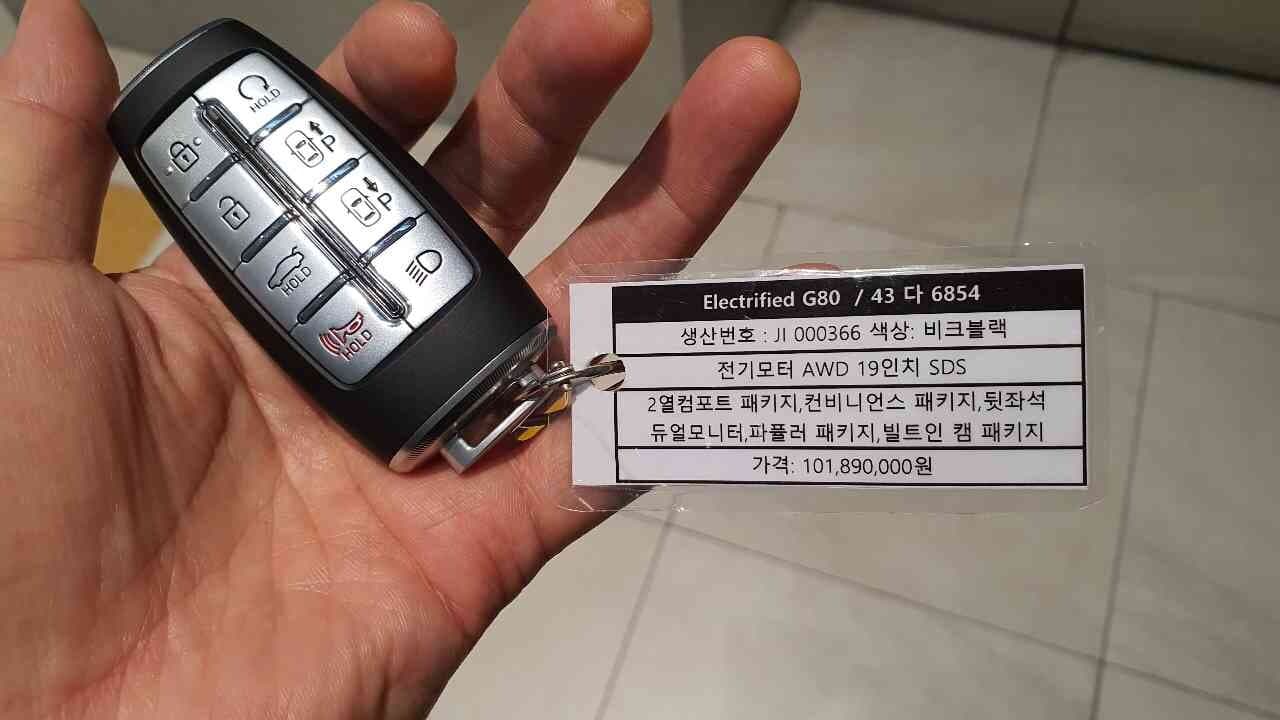 HOLD
P
P
HOLD
HOLD
Electrified G80 / 43 다 6854
생산번호 : JI 000366 색상: 비크블랙
전기모터 AWD 19인치 SDS
2열컴포트 패키지,컨비니언스 패키지,뒷좌석
듀얼모니터,파퓰러 패키지,빌트인 캠 패키지
가격: 101,890,000원